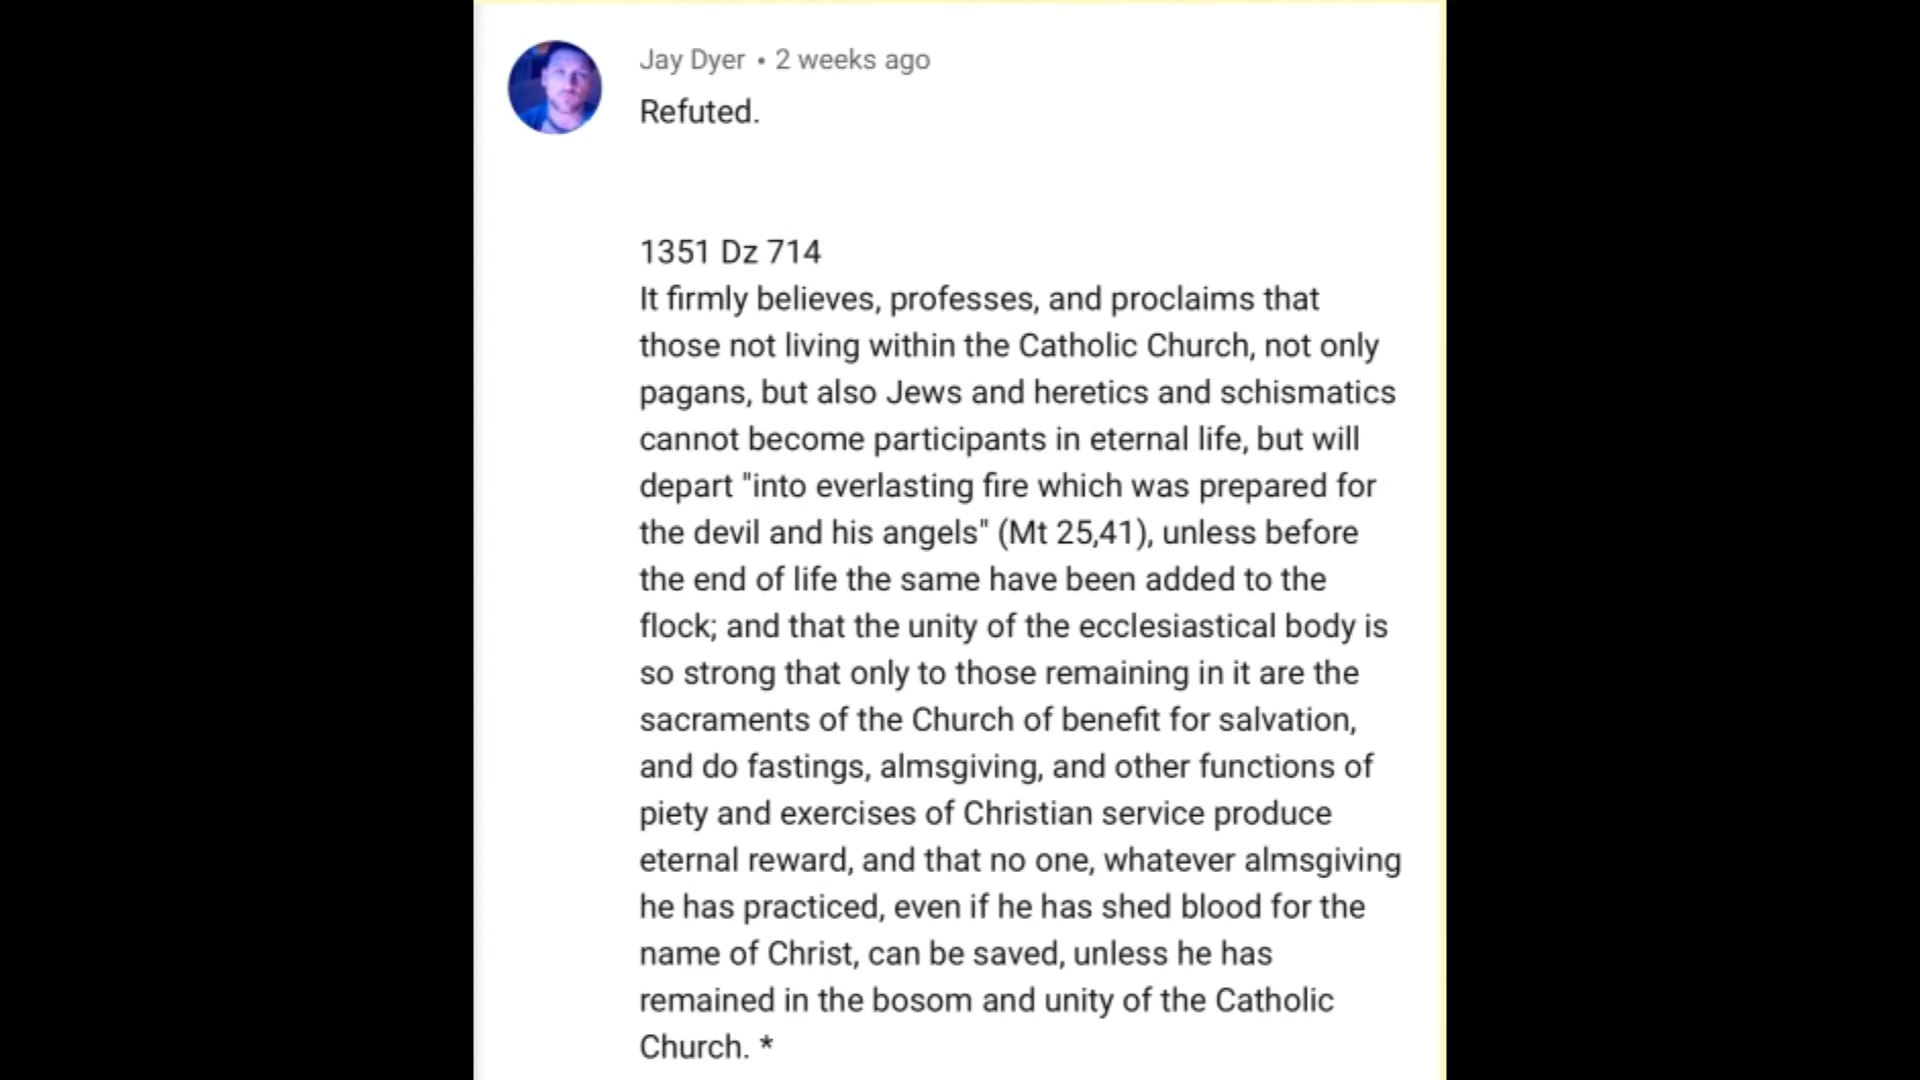 Jay Dyer • 2 weeks ago
Refuted.
1351 Dz 714
It firmly believes, professes, and proclaims that
those not living within the Catholic Church, not only
pagans, but also Jews and heretics and schismatics
cannot become participants in eternal life, but will
depart "into everlasting fire which was prepared for
the devil and his angels" (Mt 25,41), unless before
the end of life the same have been added to the
flock; and that the unity of the ecclesiastical body is
so strong that only to those remaining in it are the
sacraments of the Church of benefit for salvation,
and do fastings, almsgiving, and other functions of
piety and exercises of Christian service produce
eternal reward, and that no one, whatever almsgiving
he has practiced, even if he has shed blood for the
name of Christ, can be saved, unless he has
remained in the bosom and unity of the Catholic
Church. *